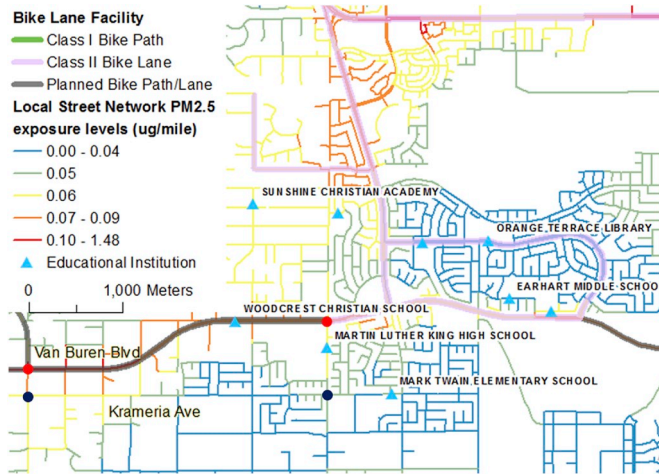 Bike Lane Facility
Class I Bike Path
Class II Bike Lane
Planned Bike Path/Lane
Local Street Network PM2.5
exposure levels (ug/mile)
0.00 - 0.04
0.05
0.06
0.07 - 0.09
0.10 - 1.48
Educational Institution
0 1,000 Meters
SUNSHINE CHRISTIAN ACADEMY
ORANGE TERRACE LIBRARY
EARHART MIDDLE SCHOO
WOODCREST CHRISTIAN SCHOOL
MARTIN LUTHER KING HIGH SCHOOL
Van Buren Blvd
MARK TWAIN ELEMENTARY SCHOOL
Krameria Ave